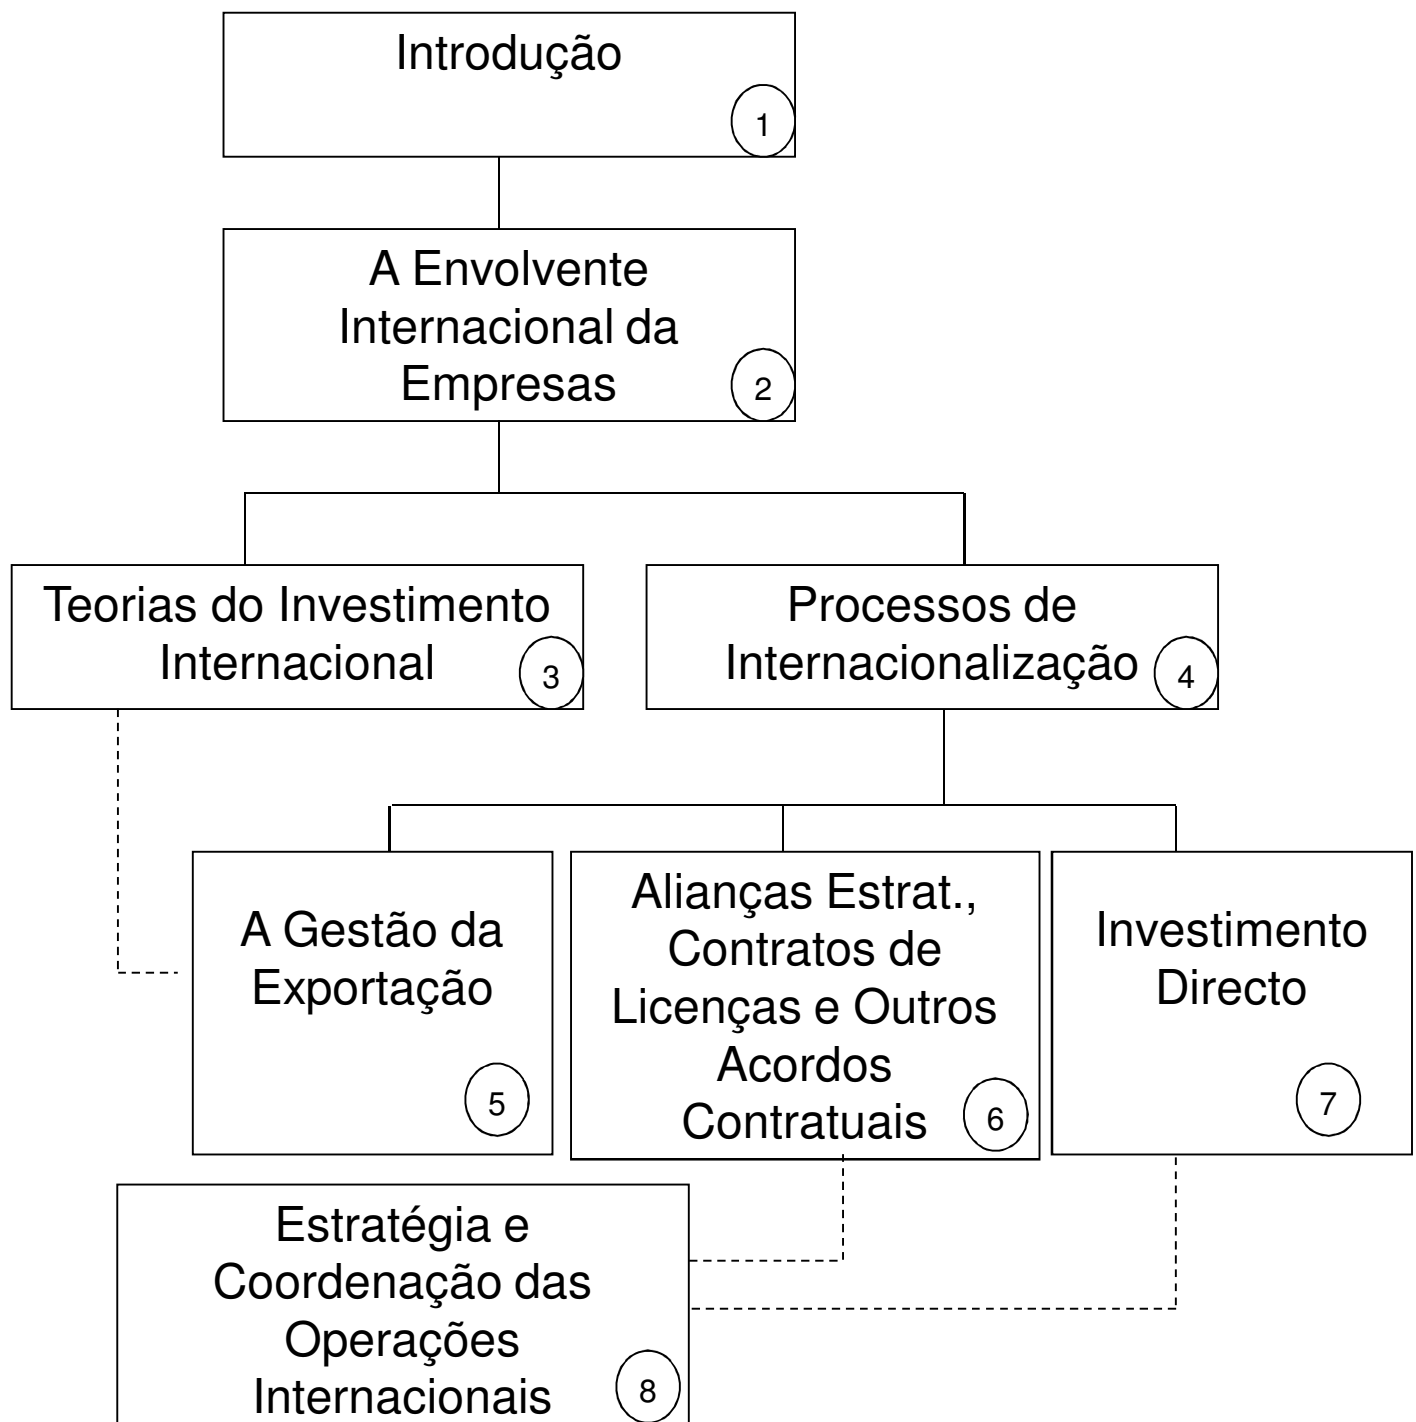 Introdução
1
A Envolvente
Internacional da
Empresas
2
Teorias do Investimento
Internacional
3
Processos de
Internacionalização
4
A Gestão da
Exportação
5
Alianças Estrat.,
Contratos de
Licenças e Outros
Acordos
Contratuais
6
Investimento
Directo
7
Estratégia e
Coordenação das
Operações
Internacionais
8